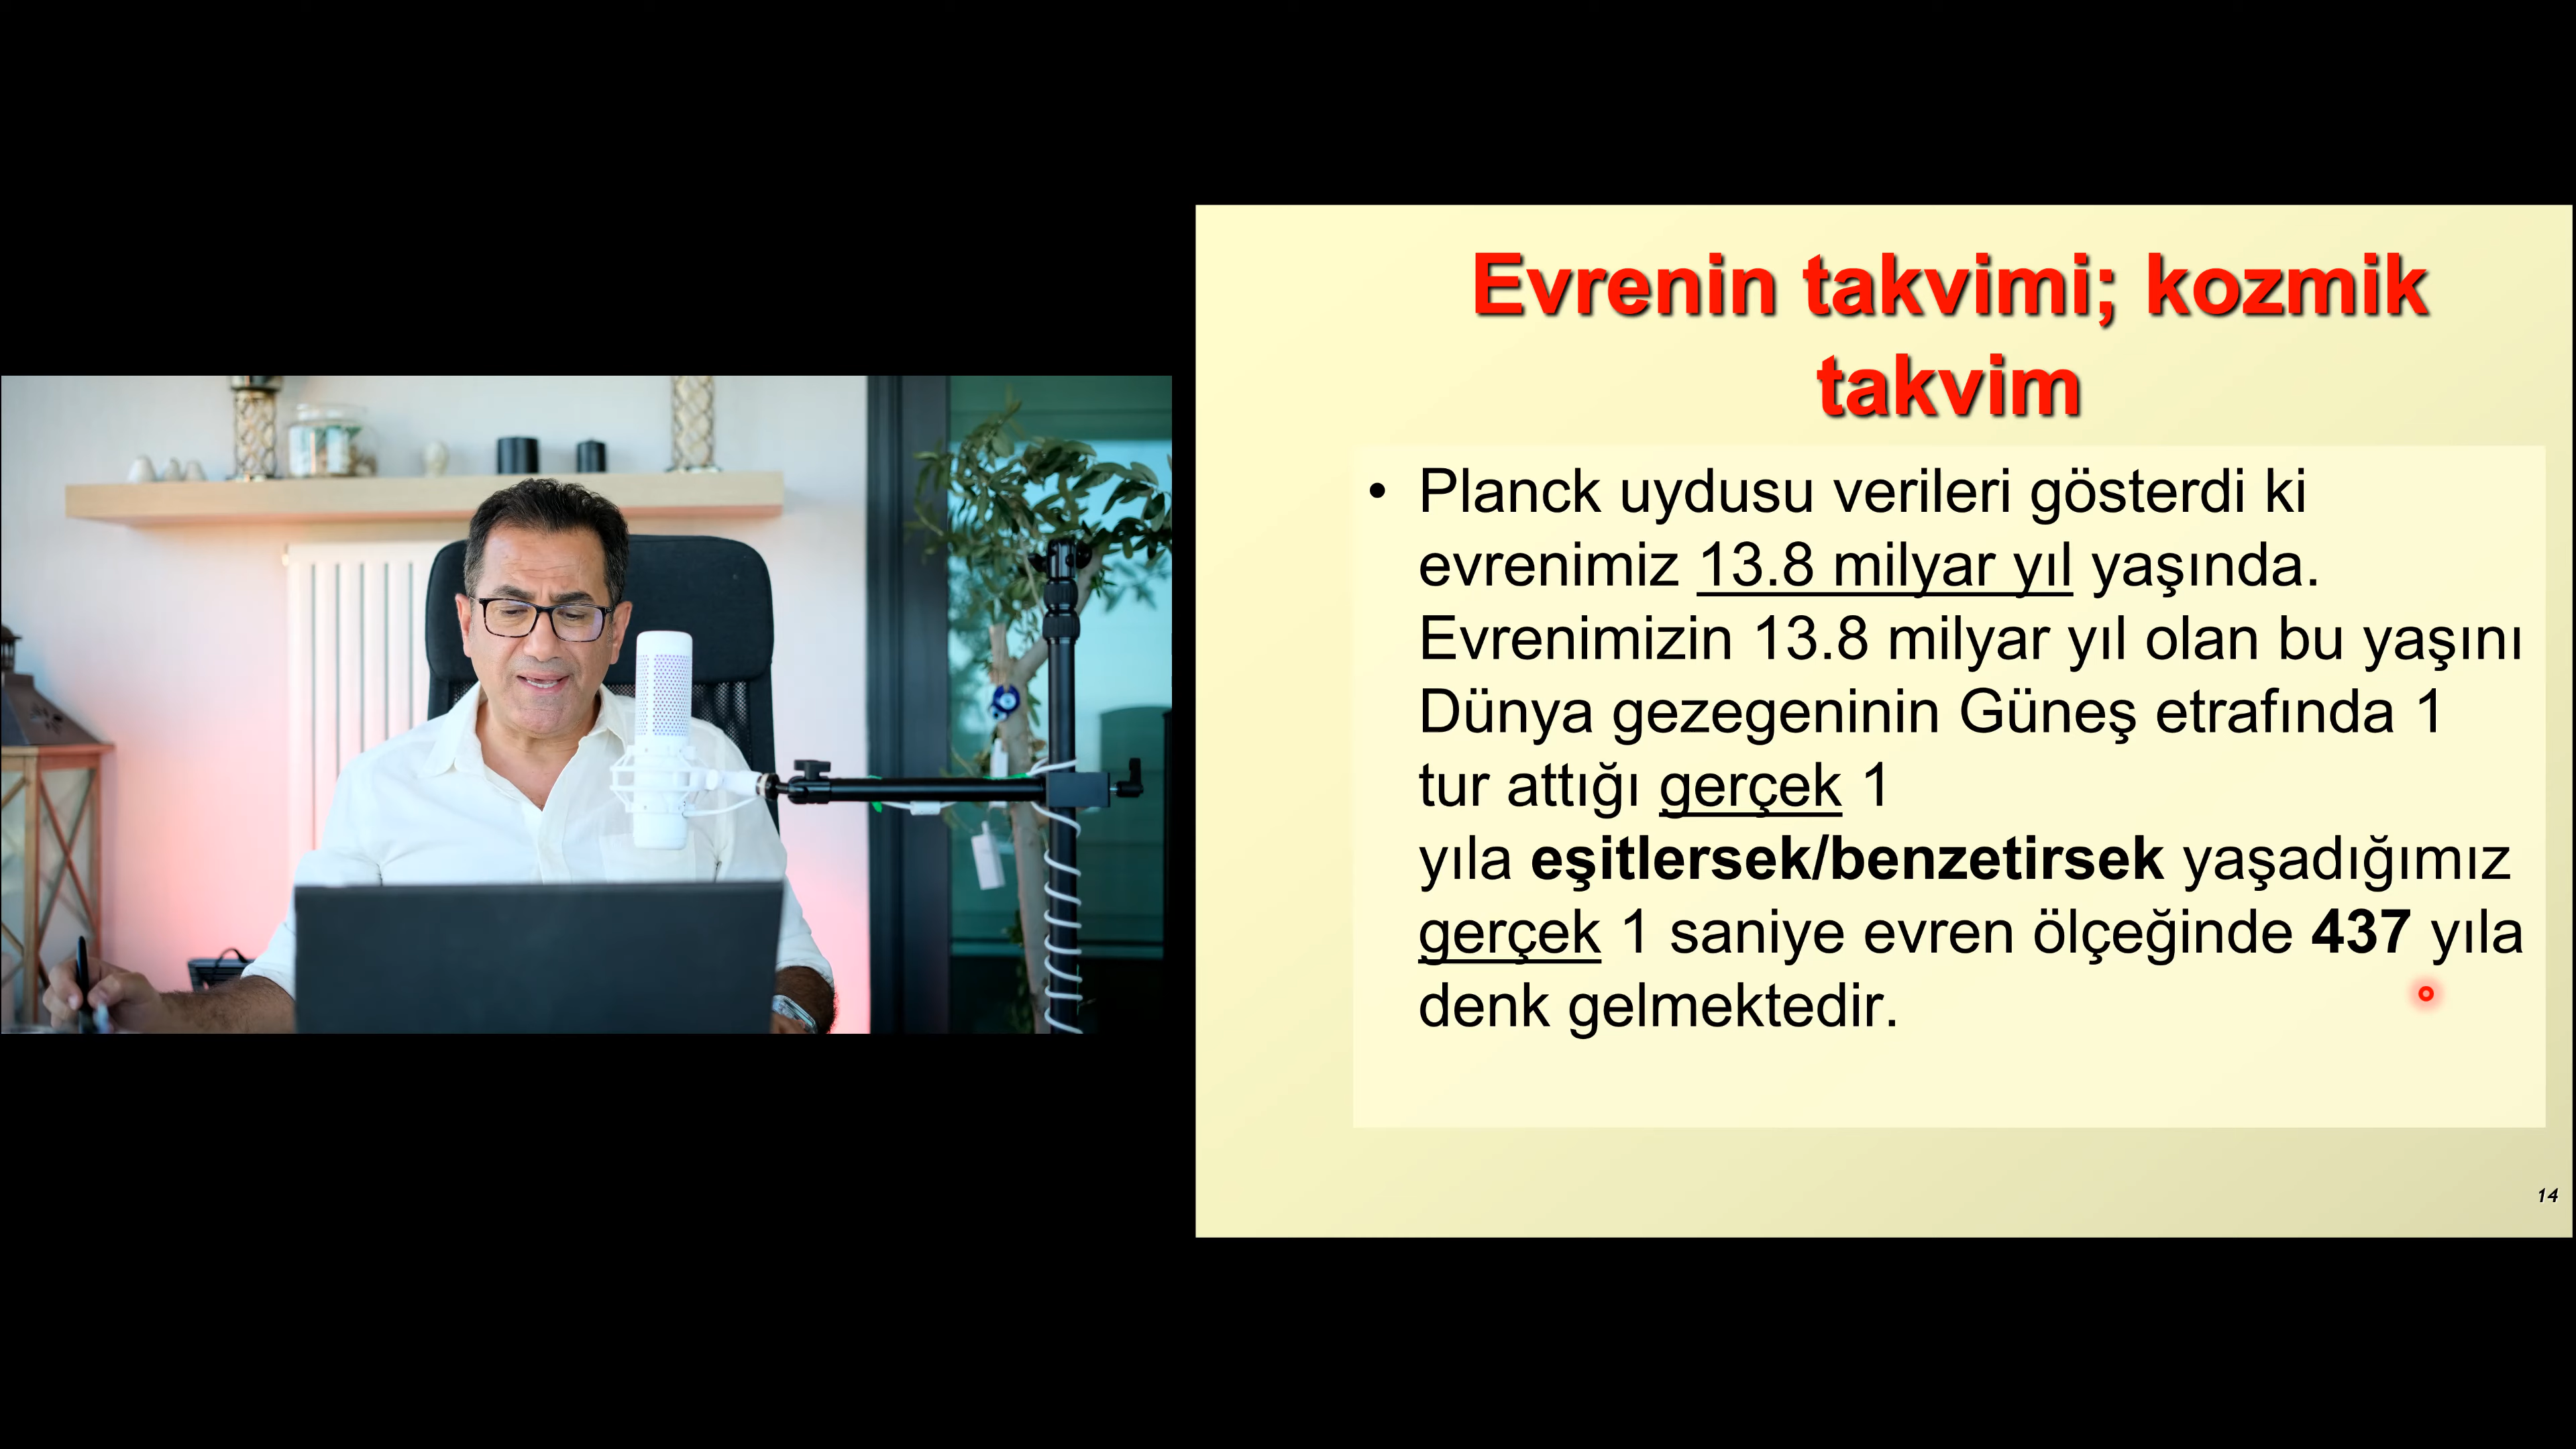 Evrenin takvimi; kozmik
takvim
• Planck uydusu verileri gösterdi ki
evrenimiz 13.8 milyar yıl yaşında.
Evrenimizin 13.8 milyar yıl olan bu yaşını
Dünya gezegeninin Güneş etrafında 1
tur attığı gerçek 1
yıla eşitlersek/benzetirsek yaşadığımız
gerçek 1 saniye evren ölçeğinde 437 yıla
denk gelmektedir.
14